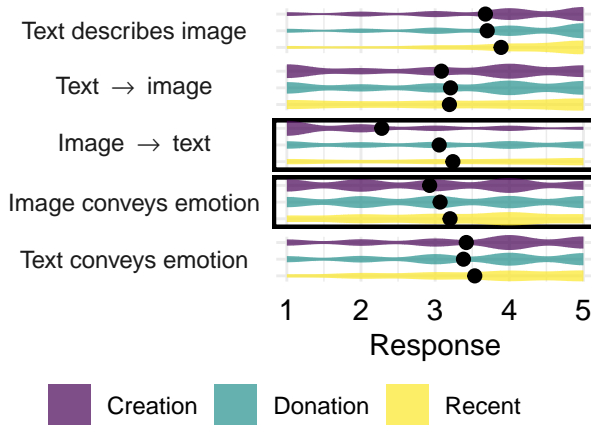 Text describes image
Text → image
Image → text
Image conveys emotion
Text conveys emotion
1 2 3 4 5
Response
Creation Donation Recent